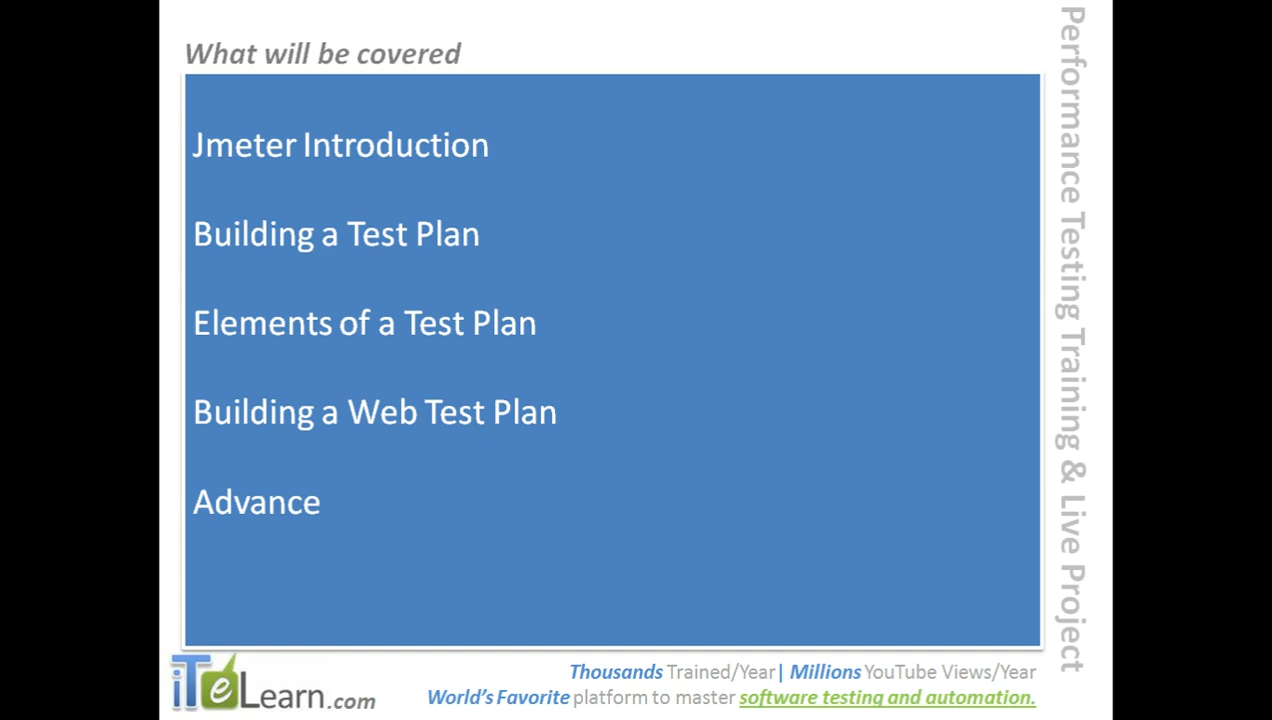 What will be covered
Jmeter Introduction
Building a Test Plan
Elements of a Test Plan
Building a Web Test Plan
Advance
Performance Testing Training & Live Project
iTeLearn.com
Thousands Trained/Year| Millions YouTube Views/Year
World's Favorite platform to master software testing and automation.